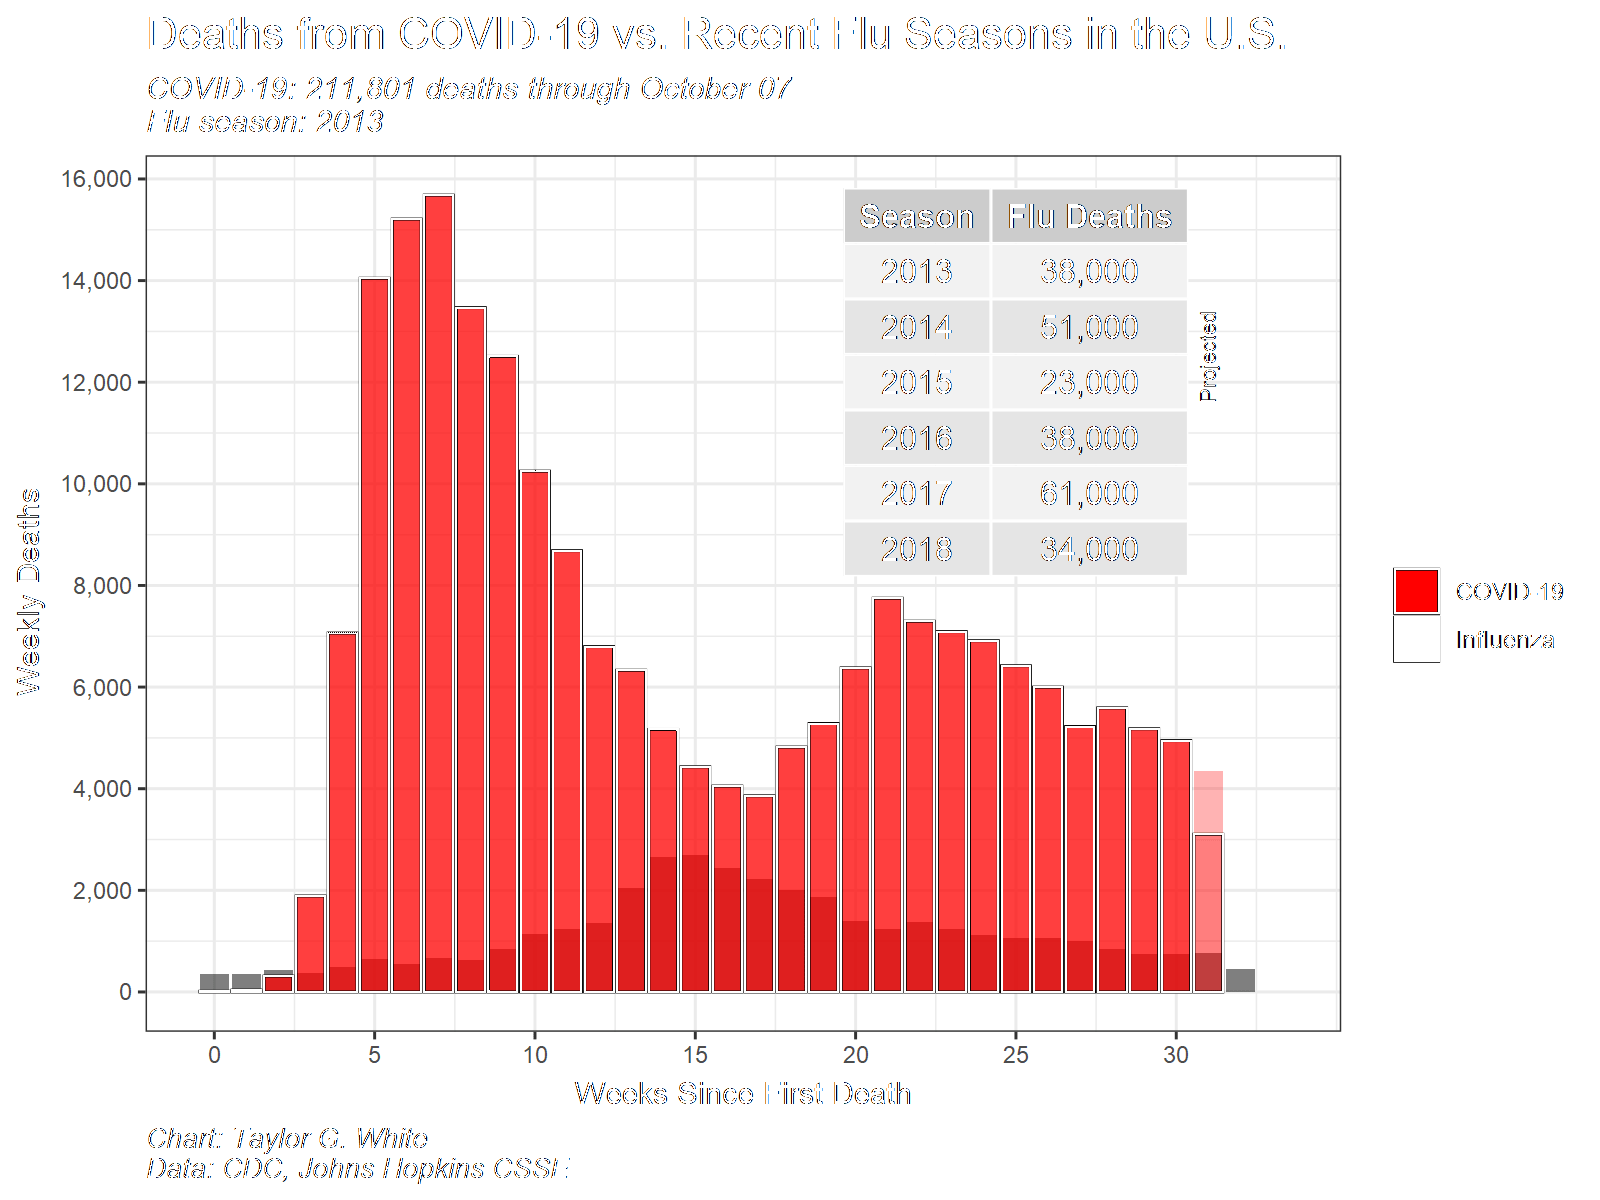 Deaths from COVID-19 vs. Recent Flu Seasons in the U.S.
COVID-19: 211,801 deaths through October 07
Flu season: 2013
16,000
14,000
12,000
10,000
8,000
6,000
4,000
2,000
0
Weekly Deaths
Season Flu Deaths
2013 38,000
2014 51,000
2015 23,000
2016 38,000
2017 61,000
2018 34,000
Projected
COVID-19
Influenza
0 5 10 15 20 25 30
Weeks Since First Death
Chart: Taylor G. White
Data: CDC, Johns Hopkins CSSE